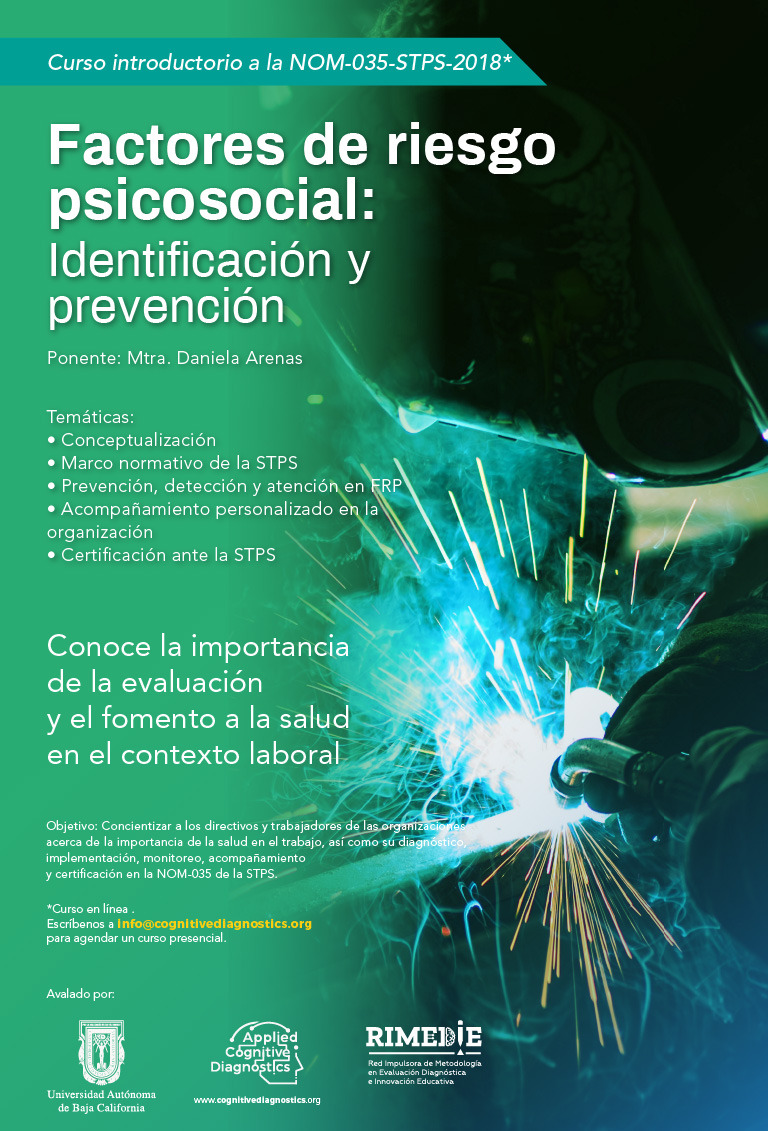 Curso introductorio a la NOM-035-STPS-2018*
Factores de riesgo
psicosocial:
Identificación y
prevención
Ponente: Mtra. Daniela Arenas
Temáticas:
• Conceptualización
• Marco normativo de la STPS
• Prevención, detección y atención en FRP
• Acompañamiento personalizado en la
organización
• Certificación ante la STPS
Conoce la importancia
de la evaluación
y el fomento a la salud
en el contexto laboral
Objetivo: Concientizar a los directivos y trabajadores de las organizaciones
acerca de la importancia de la salud en el trabajo, así como su diagnóstico,
implementación, monitoreo, acompañamiento
y certificación en la NOM-035 de la STPS.
*Curso en línea .
Escríbenos a info@cognitivediagnostics.org
para agendar un curso presencial.
Avalado por:
Universidad Autónoma
de Baja California
Applied
Cognitive
Diagnostics
www.cognitivediagnostics.org
RIMEDIE
Red Impulsora de Metodología
en Evaluación Diagnóstica
e Innovación Educativa